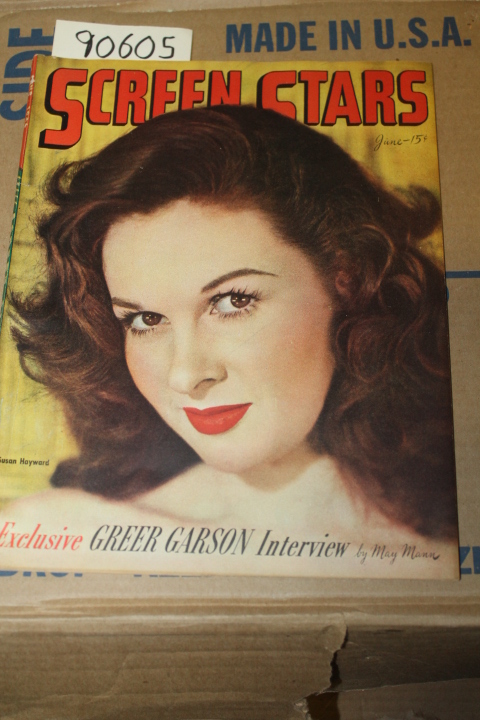 SIDE
90605
MADE IN U.S.A.
SCREEN STARS
June-15¢
Susan Hayward
Exclusive GREER GARSON Interview by May Mann